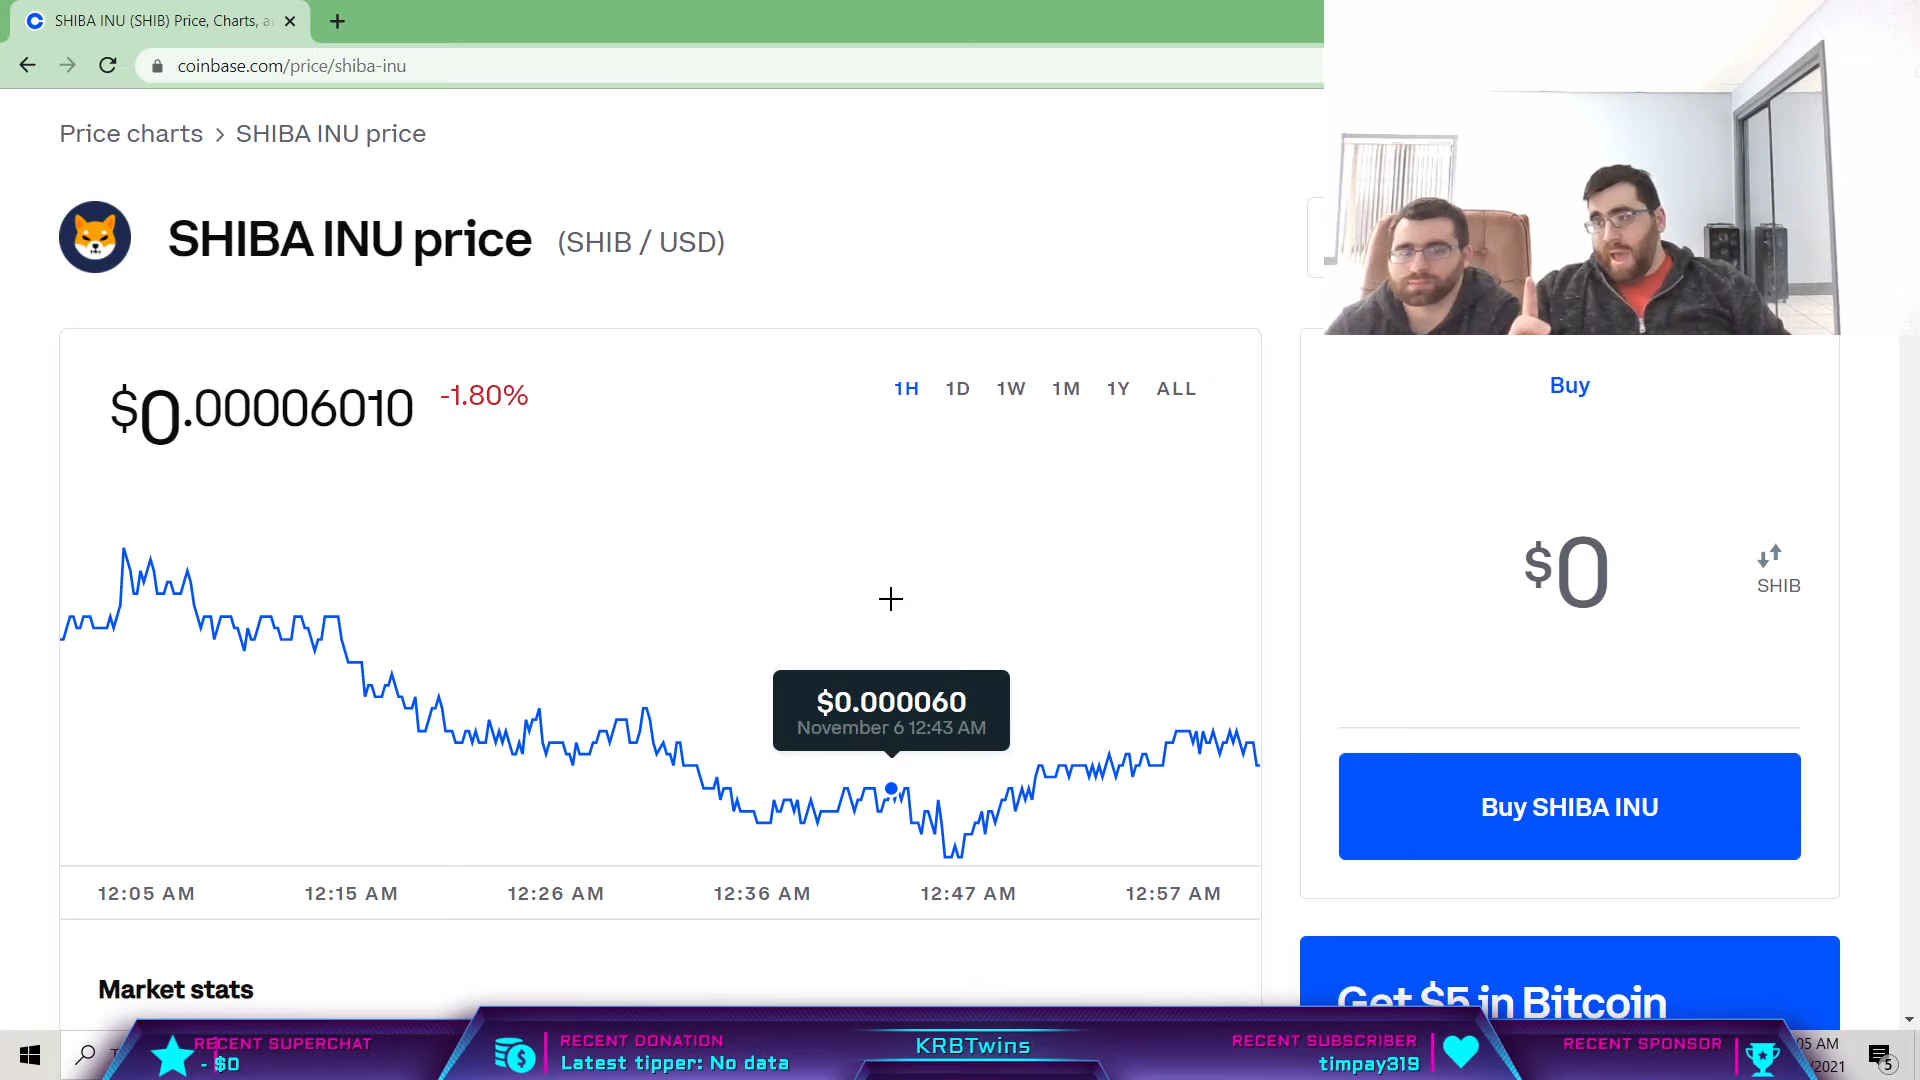 SHIBA INU (SHIB) Price, Charts, a
coinbase.com/price/shiba-inu
Price charts > SHIBA INU price
SHIBA INU price (SHIB / USD)
$0.00006010 -1.80%
1H 1D 1W 1M 1Y ALL
Buy
$0
SHIB
$0.000060
November 6 12:43 AM
Buy SHIBA INU
12:05 AM 12:15 AM 12:26 AM 12:36 AM 12:47 AM 12:57 AM
Market stats
Get $5 in Bitcoin
RECENT SUPERCHAT
- $0
RECENT DONATION
Latest tipper: No data
KRBTwins
RECENT SUBSCRIBER
timpay319
RECENT SPONSOR
05 AM
/2021
5